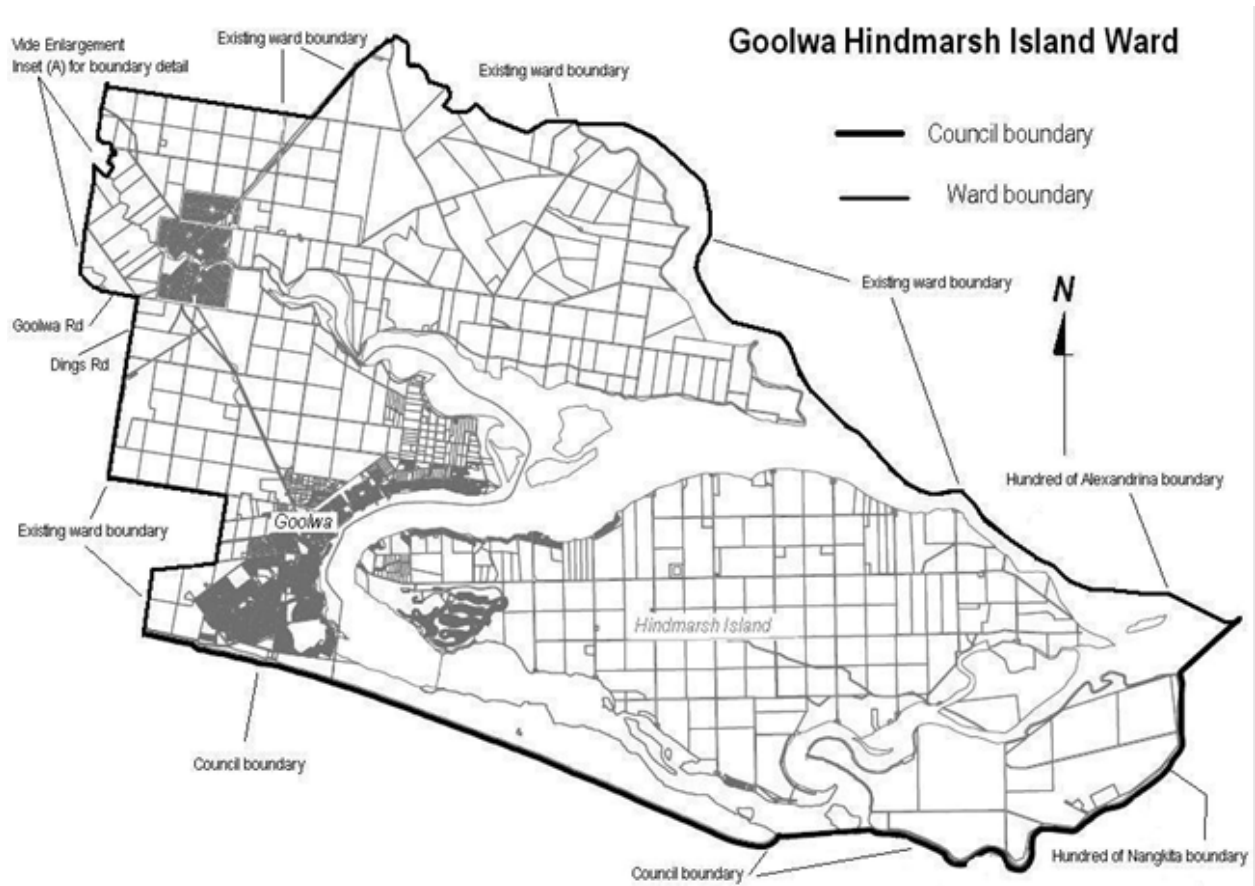 Goolwa Hindmarsh Island Ward
Vide Enlargement
Inset (A) for boundary detail
Existing ward boundary
Existing ward boundary
Council boundary
Ward boundary
Existing ward boundary
N
Goolwa Rd
Dings Rd
Hundred of Alexandrina boundary
Existing ward boundary
Goolwa
Hindmarsh Island
Council boundary
Council boundary
Hundred of Nangkita boundary